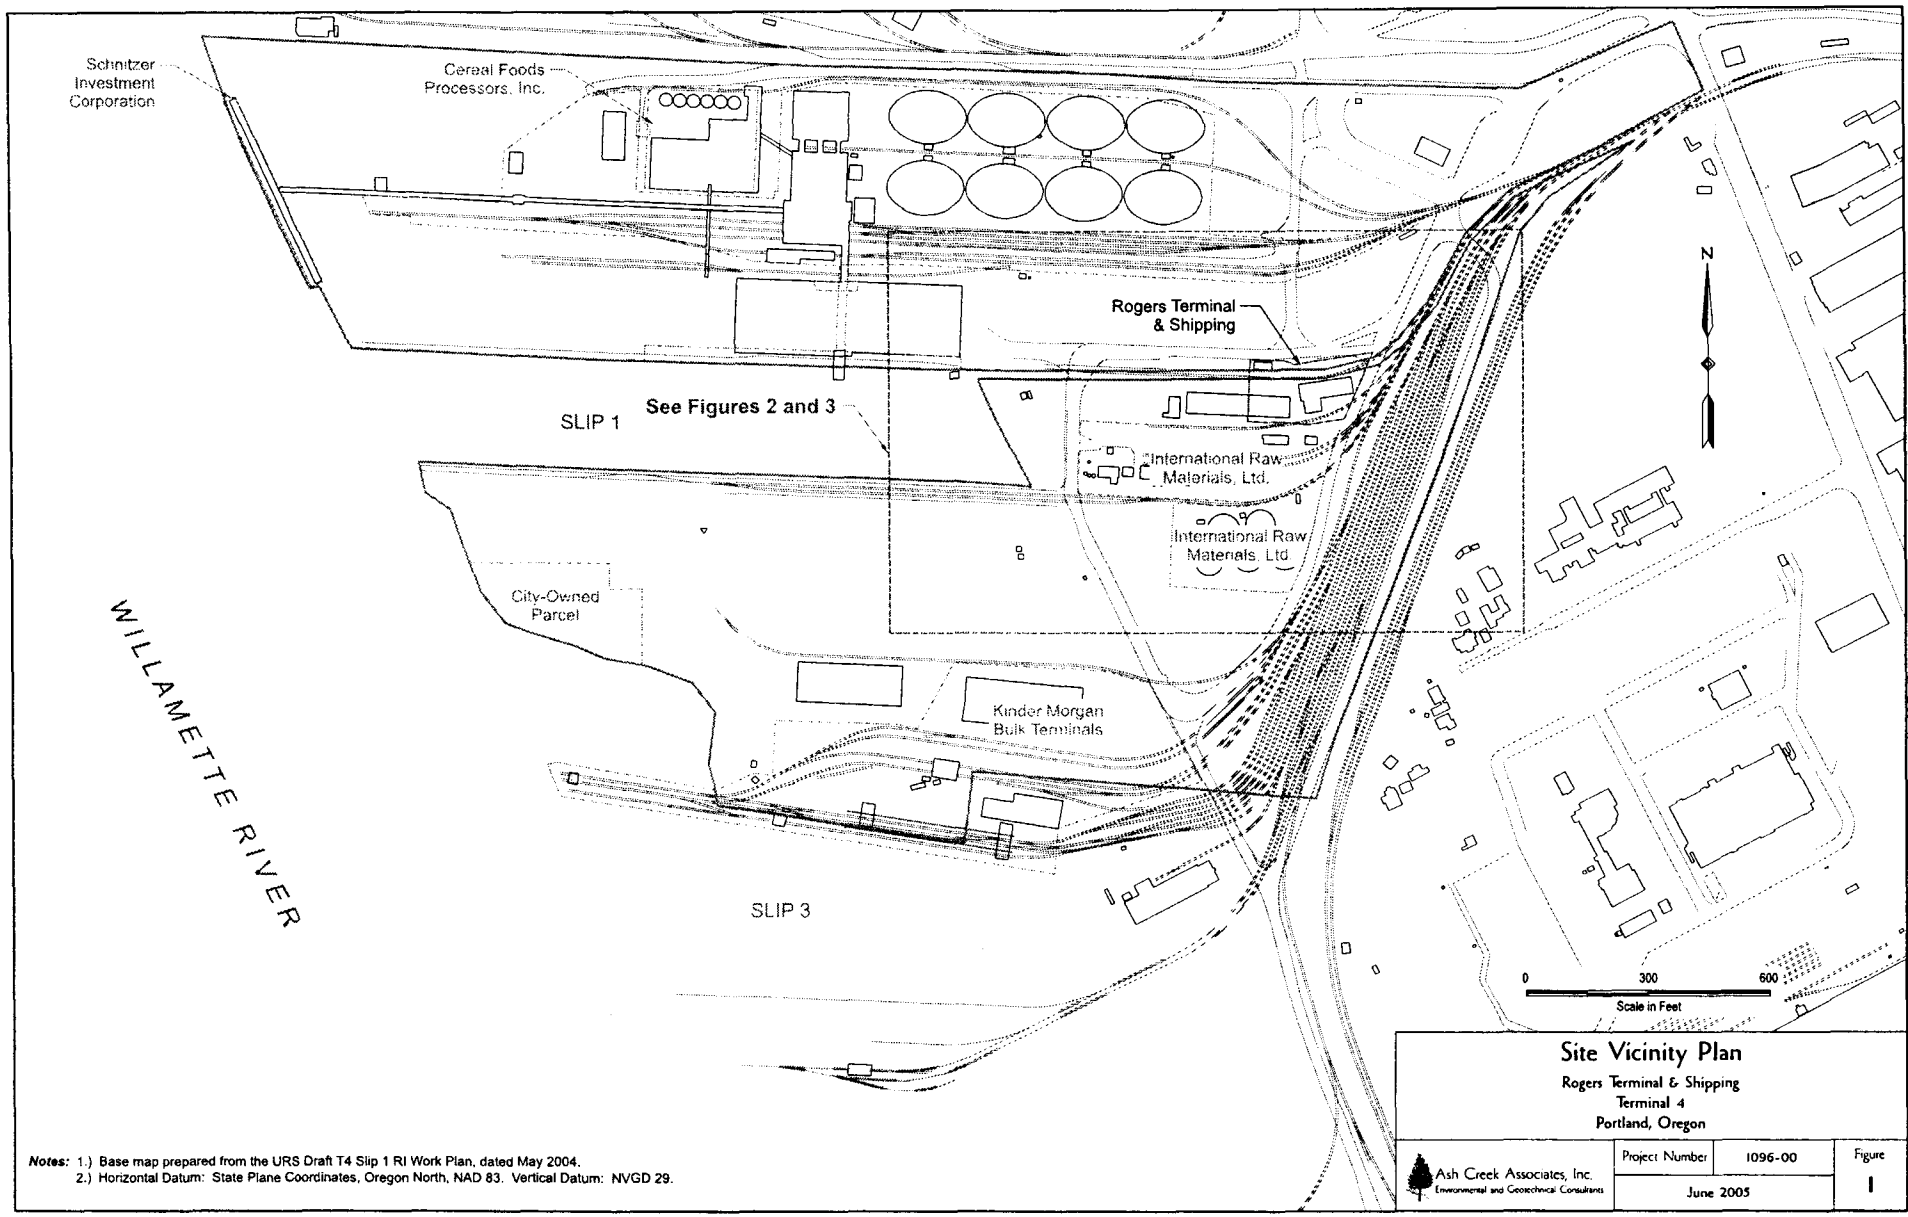 Schnitzer
Investment
Corporation
Cereal Foods
Processors, Inc.
Rogers Terminal
& Shipping
N
See Figures 2 and 3
SLIP 1
International Raw
Materials, Ltd.
International Raw
Materials, Ltd.
City-Owned
Parcel
WILLAMETTE RIVER
Kinder Morgan
Bulk Terminals
SLIP 3
0 300 600
Scale in Feet
Site Vicinity Plan
Rogers Terminal & Shipping
Terminal 4
Portland, Oregon
Ash Creek Associates, Inc.
Environmental and Geotechnical Consultants
Project Number 1096-00
June 2005
Figure
1
Notes: 1.) Base map prepared from the URS Draft T4 Slip 1 RI Work Plan, dated May 2004.
2.) Horizontal Datum: State Plane Coordinates, Oregon North, NAD 83. Vertical Datum: NVGD 29.